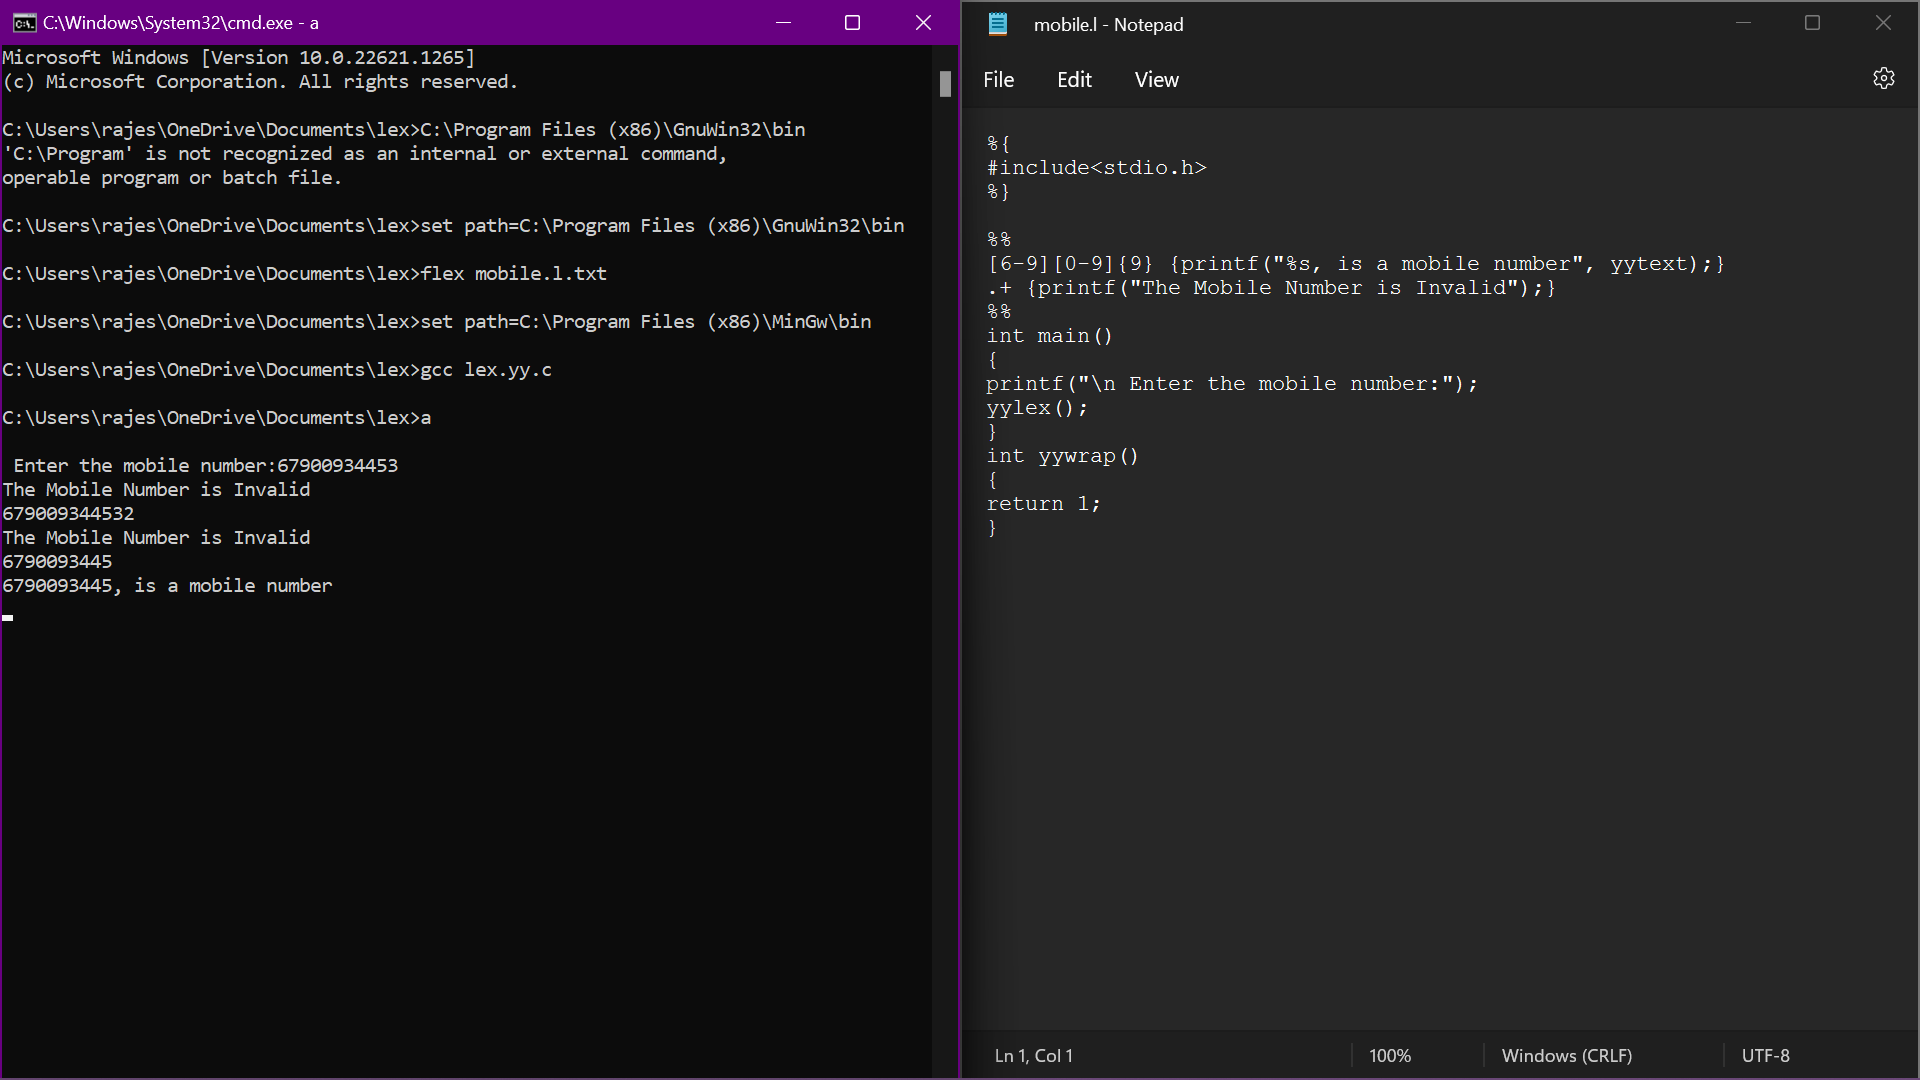 C:\Windows\System32\cmd.exe - a
Microsoft Windows [Version 10.0.22621.1265]
(c) Microsoft Corporation. All rights reserved.
C:\Users\rajes\OneDrive\Documents\lex>C:\Program Files (x86)\GnuWin32\bin
'C:\Program' is not recognized as an internal or external command,
operable program or batch file.
C:\Users\rajes\OneDrive\Documents\lex>set path=C:\Program Files (x86)\GnuWin32\bin
C:\Users\rajes\OneDrive\Documents\lex>flex mobile.l.txt
C:\Users\rajes\OneDrive\Documents\lex>set path=C:\Program Files (x86)\MinGw\bin
C:\Users\rajes\OneDrive\Documents\lex>gcc lex.yy.c
C:\Users\rajes\OneDrive\Documents\lex>a
Enter the mobile number:67900934453
The Mobile Number is Invalid
679009344532
The Mobile Number is Invalid
6790093445
6790093445, is a mobile number
mobile.l - Notepad
File Edit View
%{
#include<stdio.h>
%}
%%
[6-9][0-9]{9} {printf("%s, is a mobile number", yytext);}
.+ {printf("The Mobile Number is Invalid");}
%%
int main()
{
printf("\n Enter the mobile number:");
yylex();
}
int yywrap()
{
return 1;
}
Ln 1, Col 1 100% Windows (CRLF) UTF-8